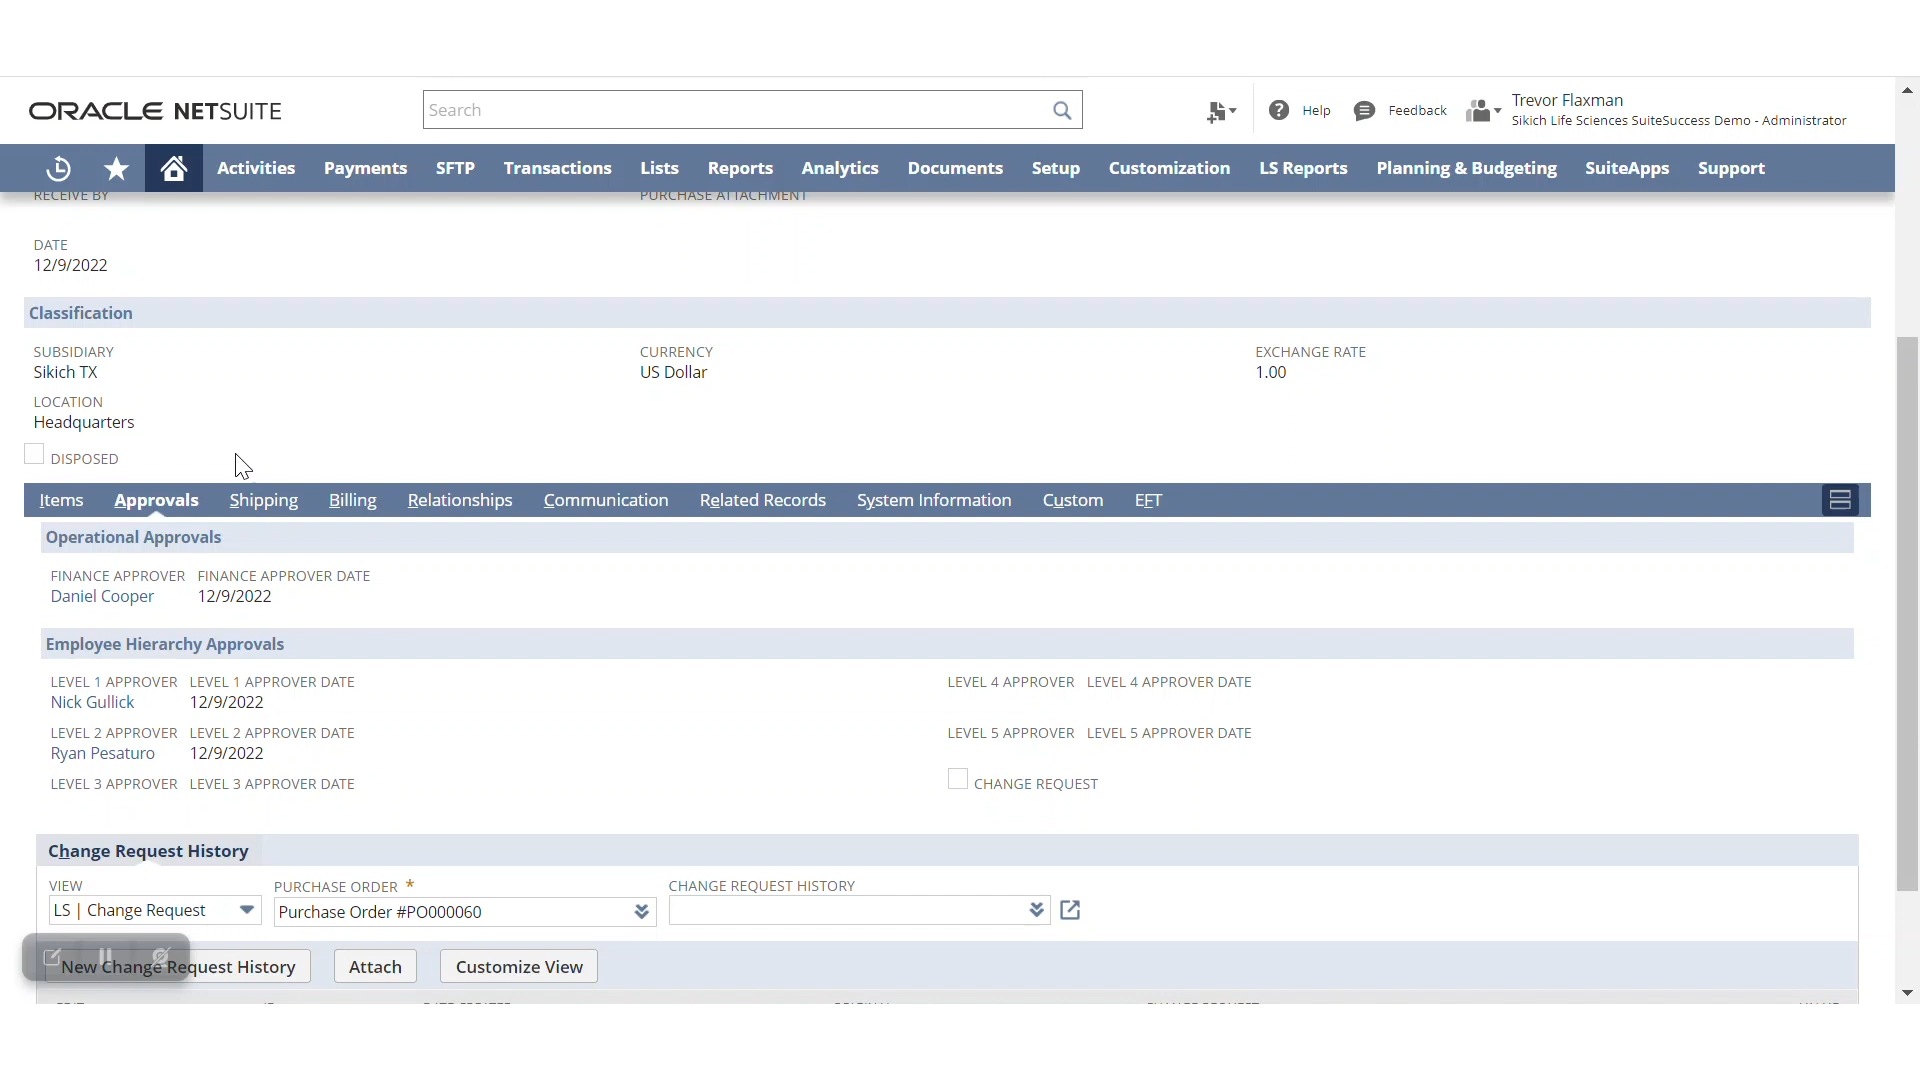 ORACLE NETSUITE
Search
Help
Feedback
Trevor Flaxman
Sikich Life Sciences SuiteSuccess Demo - Administrator
Activities Payments SFTP Transactions Lists Reports Analytics Documents Setup Customization LS Reports Planning & Budgeting SuiteApps Support
RECEIVE BY PURCHASE ATTACHMENT
DATE
12/9/2022
Classification
SUBSIDIARY CURRENCY EXCHANGE RATE
Sikich TX US Dollar 1.00
LOCATION
Headquarters
DISPOSED
Items Approvals Shipping Billing Relationships Communication Related Records System Information Custom EFT
Operational Approvals
FINANCE APPROVER FINANCE APPROVER DATE
Daniel Cooper 12/9/2022
Employee Hierarchy Approvals
LEVEL 1 APPROVER LEVEL 1 APPROVER DATE LEVEL 4 APPROVER LEVEL 4 APPROVER DATE
Nick Gullick 12/9/2022
LEVEL 2 APPROVER LEVEL 2 APPROVER DATE LEVEL 5 APPROVER LEVEL 5 APPROVER DATE
Ryan Pesaturo 12/9/2022
LEVEL 3 APPROVER LEVEL 3 APPROVER DATE CHANGE REQUEST
Change Request History
VIEW PURCHASE ORDER * CHANGE REQUEST HISTORY
LS | Change Request Purchase Order #PO000060
New Change Request History Attach Customize View